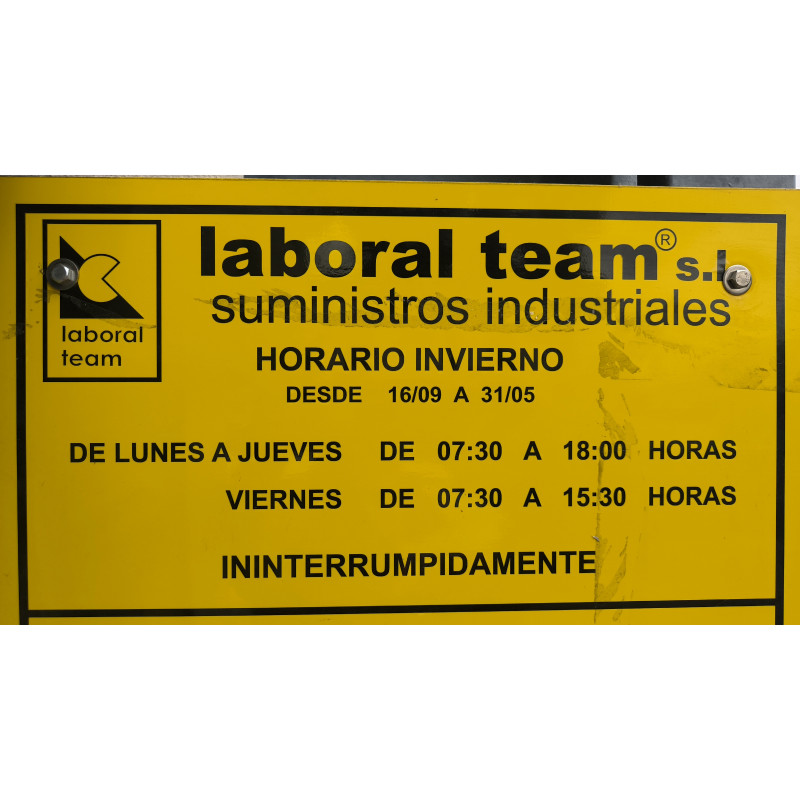 laboral team® s.l
suministros industriales
laboral
team
HORARIO INVIERNO
DESDE 16/09 A 31/05
DE LUNES A JUEVES DE 07:30 A 18:00 HORAS
VIERNES DE 07:30 A 15:30 HORAS
ININTERRUMPIDAMENTE